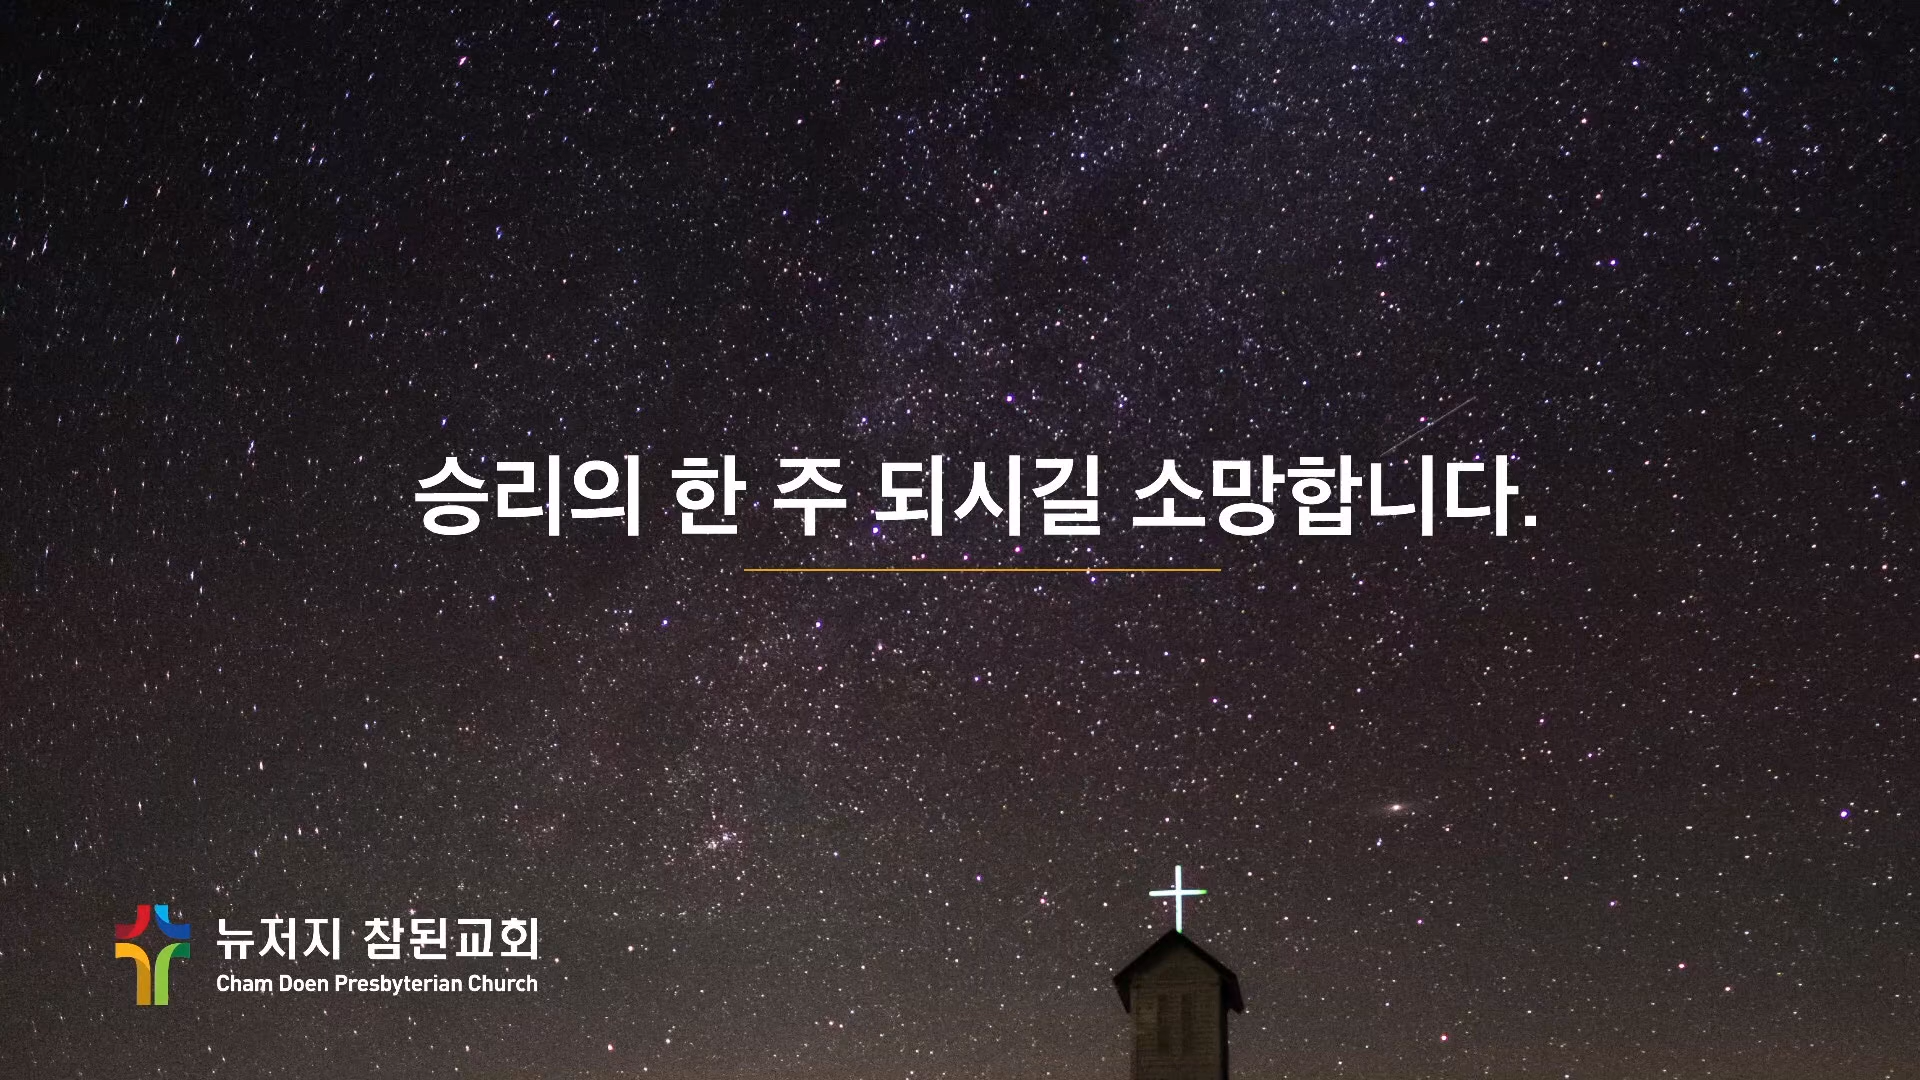 승리의 한 주 되시길 소망합니다.
뉴저지 참된교회
Cham Doen Presbyterian Church